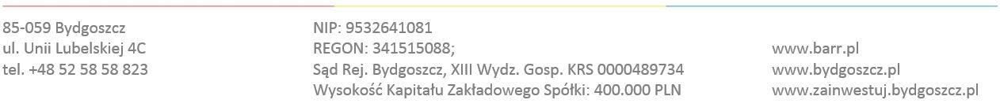 85-059 Bydgoszcz
ul. Unii Lubelskiej 4C
tel. +48 52 58 58 823
NIP: 9532641081
REGON: 341515088;
Sąd Rej. Bydgoszcz, XIII Wydz. Gosp. KRS 0000489734
Wysokość Kapitału Zakładowego Spółki: 400.000 PLN
www.barr.pl
www.bydgoszcz.pl
www.zainwestuj.bydgoszcz.pl